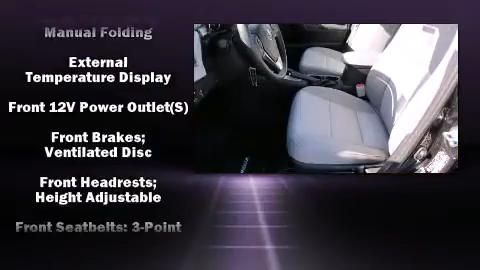 Manual Folding
External
Temperature Display
Front 12V Power Outlet(S)
Front Brakes;
Ventilated Disc
Front Headrests;
Height Adjustable
Front Seatbelts: 3-Point